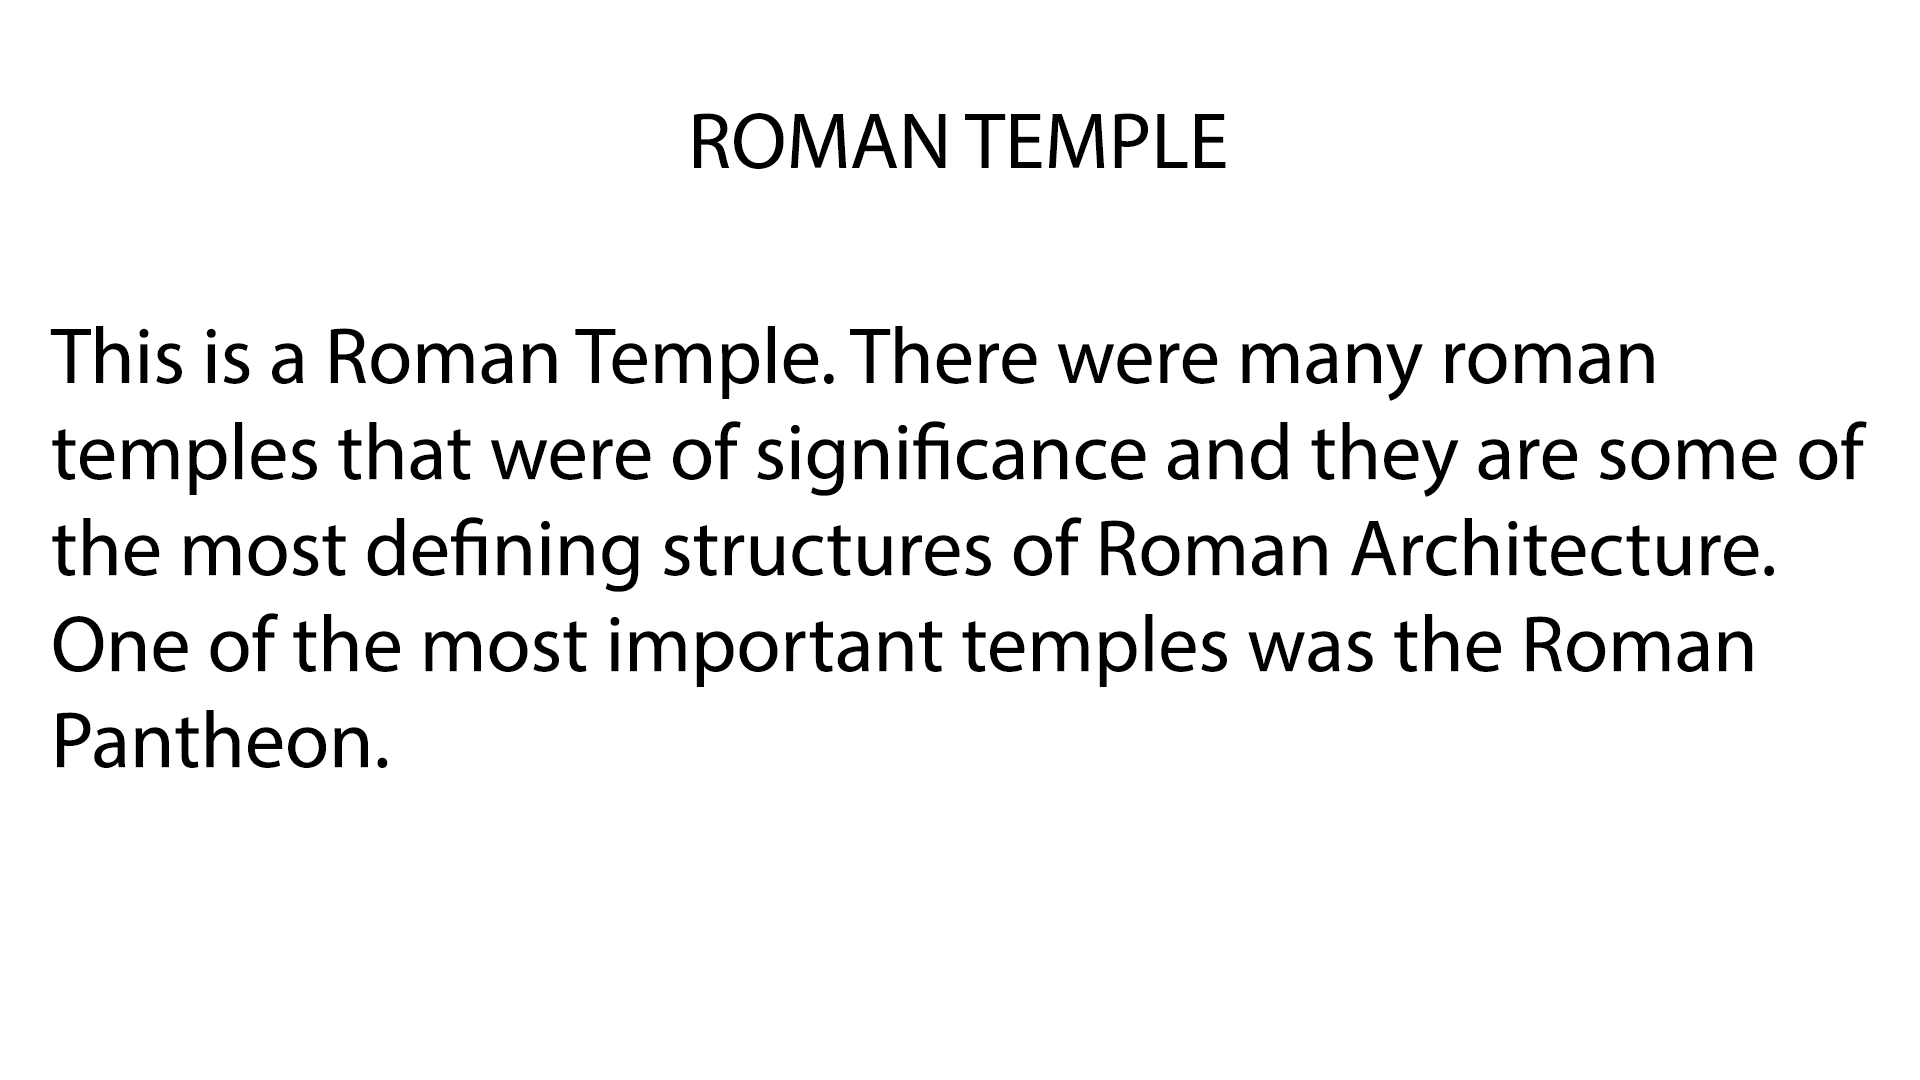 ROMAN TEMPLE
This is a Roman Temple. There were many roman
temples that were of significance and they are some of
the most defining structures of Roman Architecture.
One of the most important temples was the Roman
Pantheon.